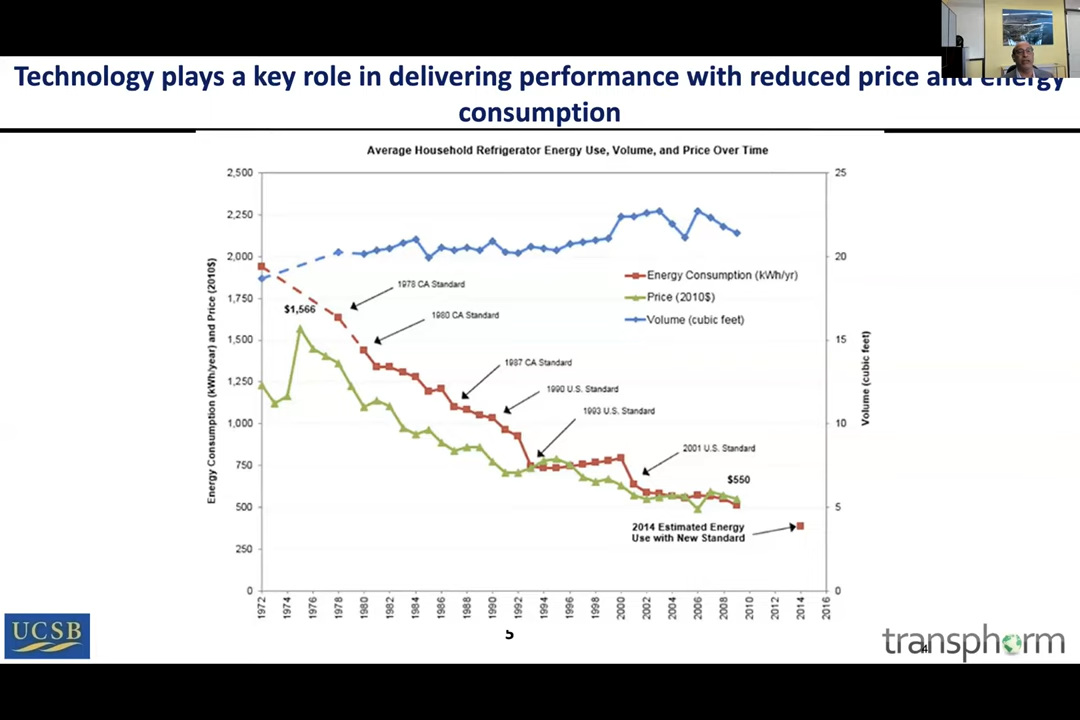 Technology plays a key role in delivering performance with reduced price and energy
consumption
Average Household Refrigerator Energy Use, Volume, and Price Over Time
2,500
2,250
2,000
1,750
1,500
1,250
1,000
750
500
250
0
Energy Consumption (kWh/year) and Price (2010$)
25
20
15
10
5
0
Volume (cubic feet)
Energy Consumption (kWh/yr)
Price (2010$)
Volume (cubic feet)
1978 CA Standard
$1,566
1980 CA Standard
1987 CA Standard
1990 U.S. Standard
1993 U.S. Standard
2001 U.S. Standard
$550
2014 Estimated Energy
Use with New Standard
1972 1974 1976 1978 1980 1982 1984 1986 1988 1990 1992 1994 1996 1998 2000 2002 2004 2006 2008 2010 2012 2014 2016
UCSB
5
transphorm
4